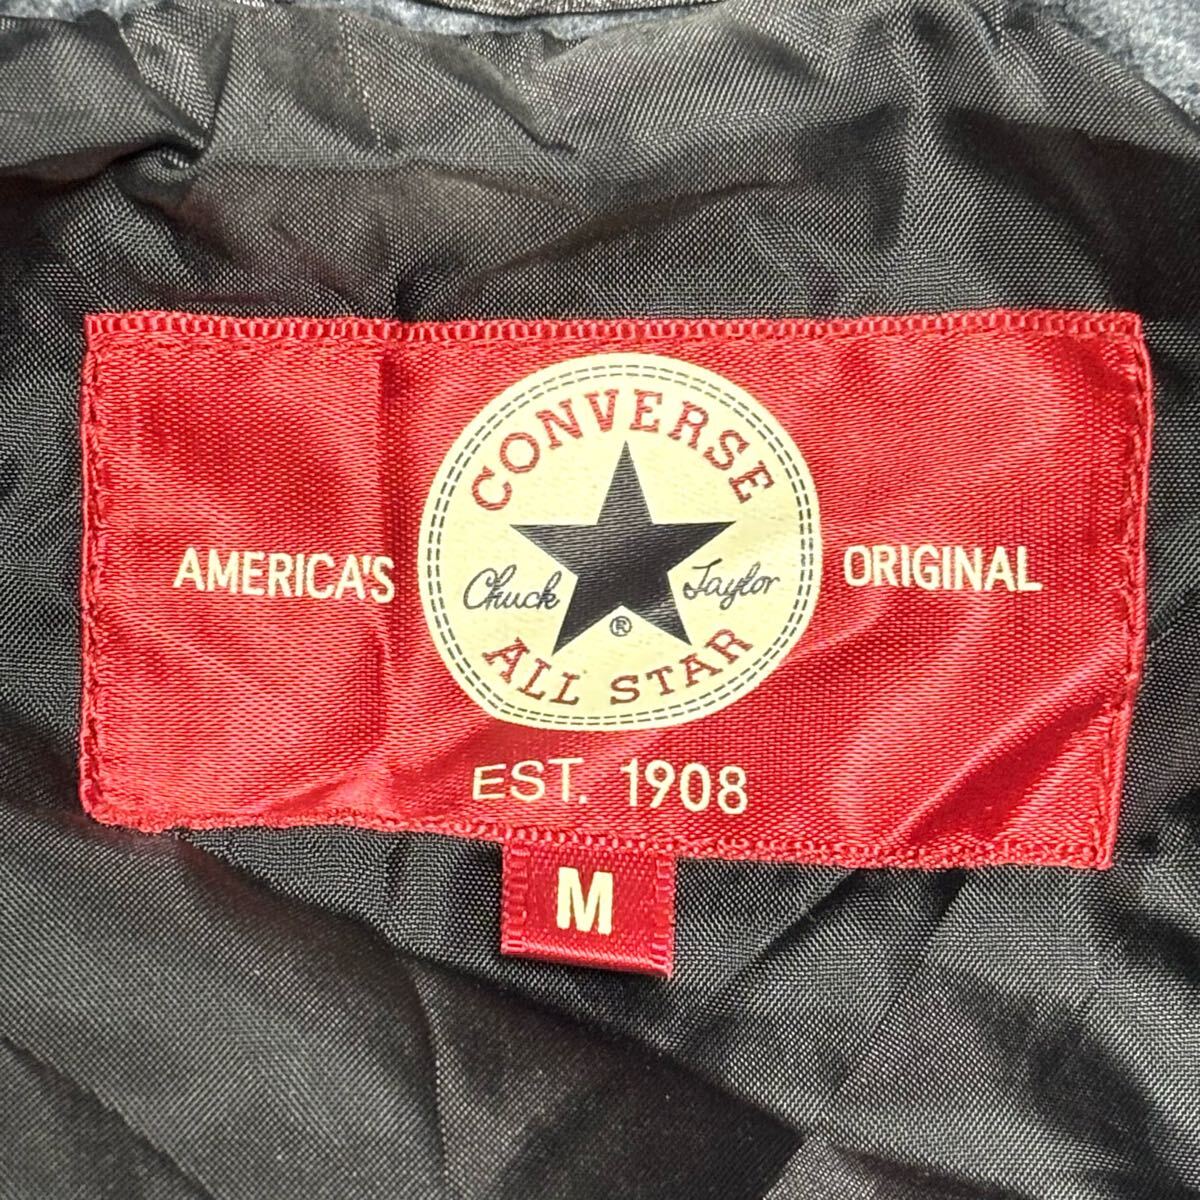 CONVERSE
AMERICA'S Chuck Taylor ORIGINAL
®
ALL STAR
EST. 1908
M